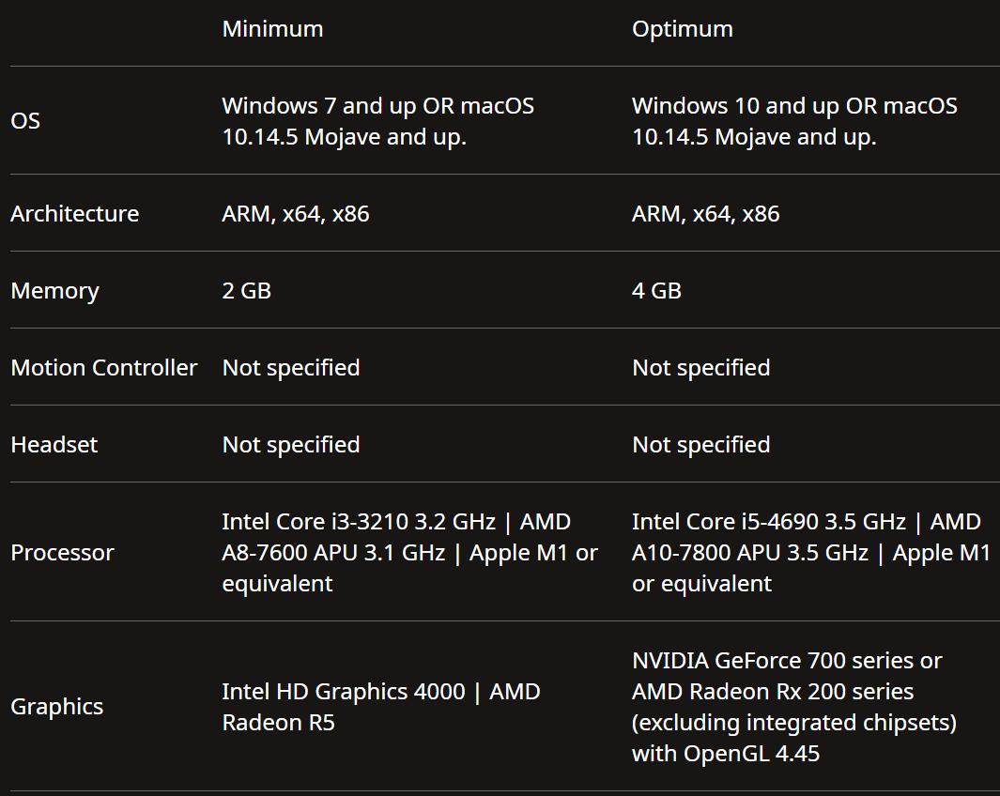 Minimum Optimum
OS
Windows 7 and up OR macOS
10.14.5 Mojave and up.
Windows 10 and up OR macOS
10.14.5 Mojave and up.
Architecture ARM, x64, x86 ARM, x64, x86
Memory 2 GB 4 GB
Motion Controller Not specified Not specified
Headset Not specified Not specified
Processor
Intel Core i3-3210 3.2 GHz | AMD
A8-7600 APU 3.1 GHz | Apple M1 or
equivalent
Intel Core i5-4690 3.5 GHz | AMD
A10-7800 APU 3.5 GHz | Apple M1
or equivalent
Graphics
Intel HD Graphics 4000 | AMD
Radeon R5
NVIDIA GeForce 700 series or
AMD Radeon Rx 200 series
(excluding integrated chipsets)
with OpenGL 4.45